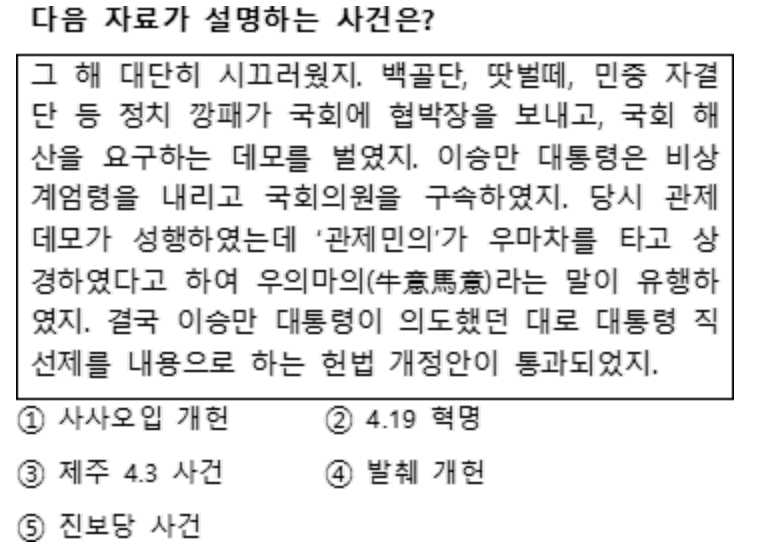 다음 자료가 설명하는 사건은?
그 해 대단히 시끄러웠지. 백골단, 땃벌떼, 민중 자결
단 등 정치 깡패가 국회에 협박장을 보내고, 국회 해
산을 요구하는 데모를 벌였지. 이승만 대통령은 비상
계엄령을 내리고 국회의원을 구속하였지. 당시 관제
데모가 성행하였는데 ‘관제민의’가 우마차를 타고 상
경하였다고 하여 우의마의(牛意馬意)라는 말이 유행하
였지. 결국 이승만 대통령이 의도했던 대로 대통령 직
선제를 내용으로 하는 헌법 개정안이 통과되었지.
① 사사오입 개헌 ② 4.19 혁명
③ 제주 4.3 사건 ④ 발췌 개헌
⑤ 진보당 사건